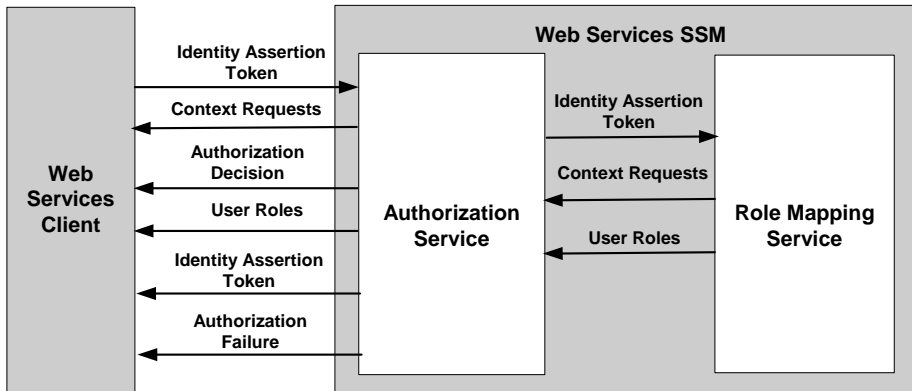 Web Services SSM
Identity Assertion
Token
Context Requests
Authorization
Decision
User Roles
Identity Assertion
Token
Authorization
Failure
Web
Services
Client
Authorization
Service
Identity Assertion
Token
Context Requests
User Roles
Role Mapping
Service